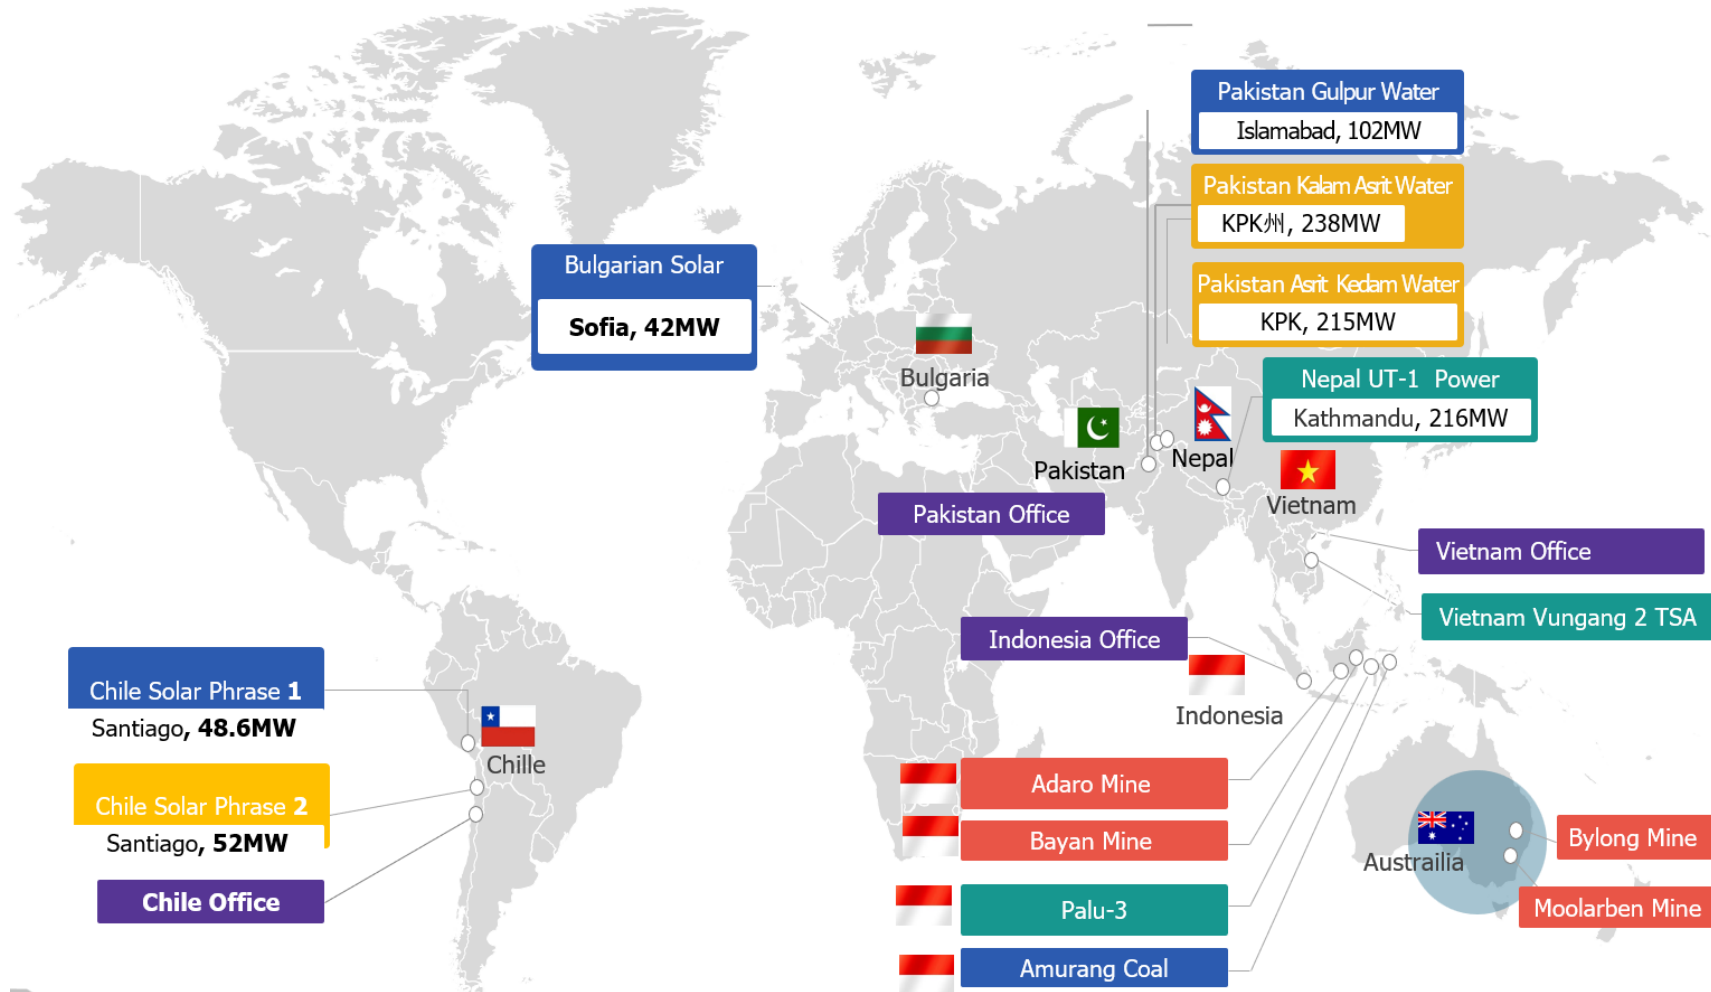 Pakistan Gulpur Water
Islamabad, 102MW
Pakistan Kalam Asrit Water
KPK州, 238MW
Bulgarian Solar
Sofia, 42MW
Pakistan Asrit Kedam Water
KPK, 215MW
Bulgaria
Nepal UT-1 Power
Kathmandu, 216MW
Pakistan
Nepal
Vietnam
Pakistan Office
Vietnam Office
Vietnam Vungang 2 TSA
Indonesia Office
Indonesia
Chile Solar Phrase 1
Santiago, 48.6MW
Chille
Chile Solar Phrase 2
Santiago, 52MW
Chile Office
Adaro Mine
Bayan Mine
Palu-3
Amurang Coal
Austrailia
Bylong Mine
Moolarben Mine